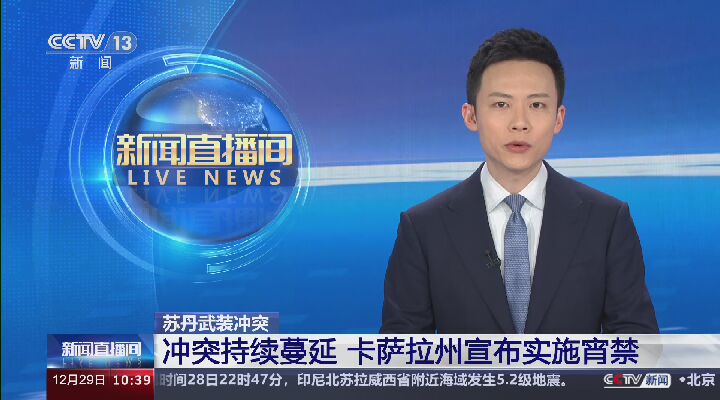 CCTV 13
新闻
新闻直播间
LIVE NEWS
苏丹武装冲突
新闻直播间
冲突持续蔓延 卡萨拉州宣布实施宵禁
12月29日 10:39
时间28日22时47分，印尼北苏拉威西省附近海域发生5.2级地震。
CCTV 新闻
•北京